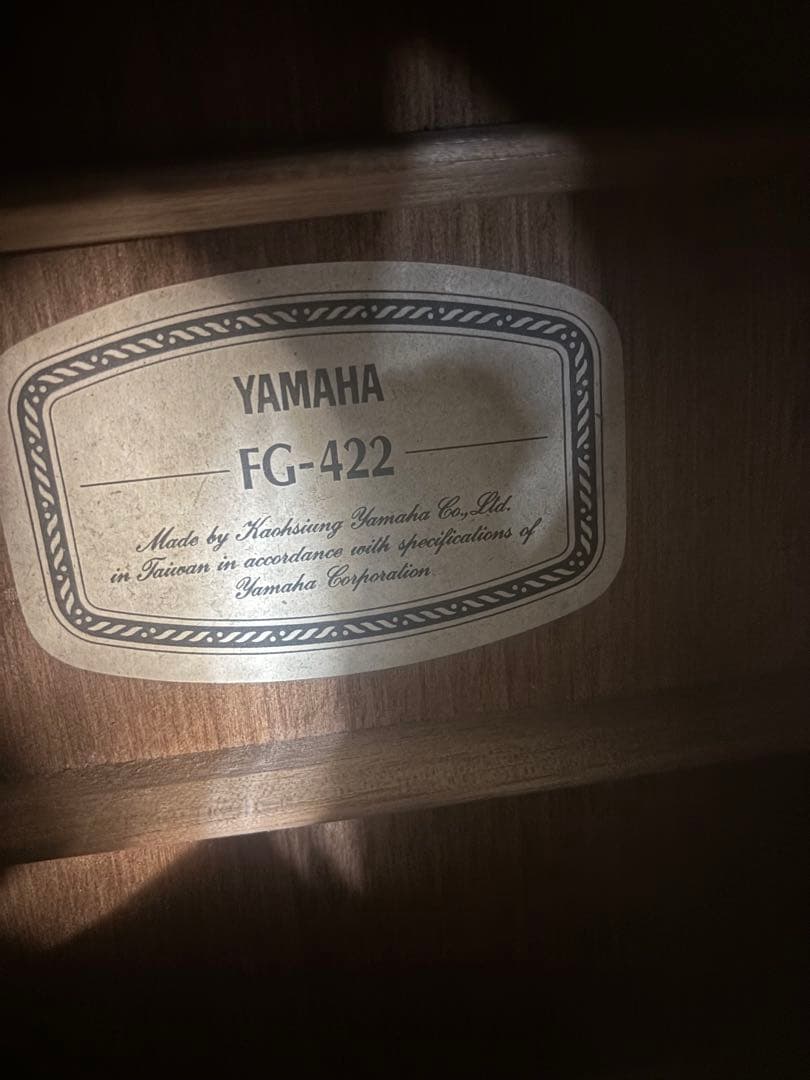 YAMAHA
FG-422
Made by Kaohsiung Yamaha Co., Ltd.
in Taiwan in accordance with specifications of
Yamaha Corporation